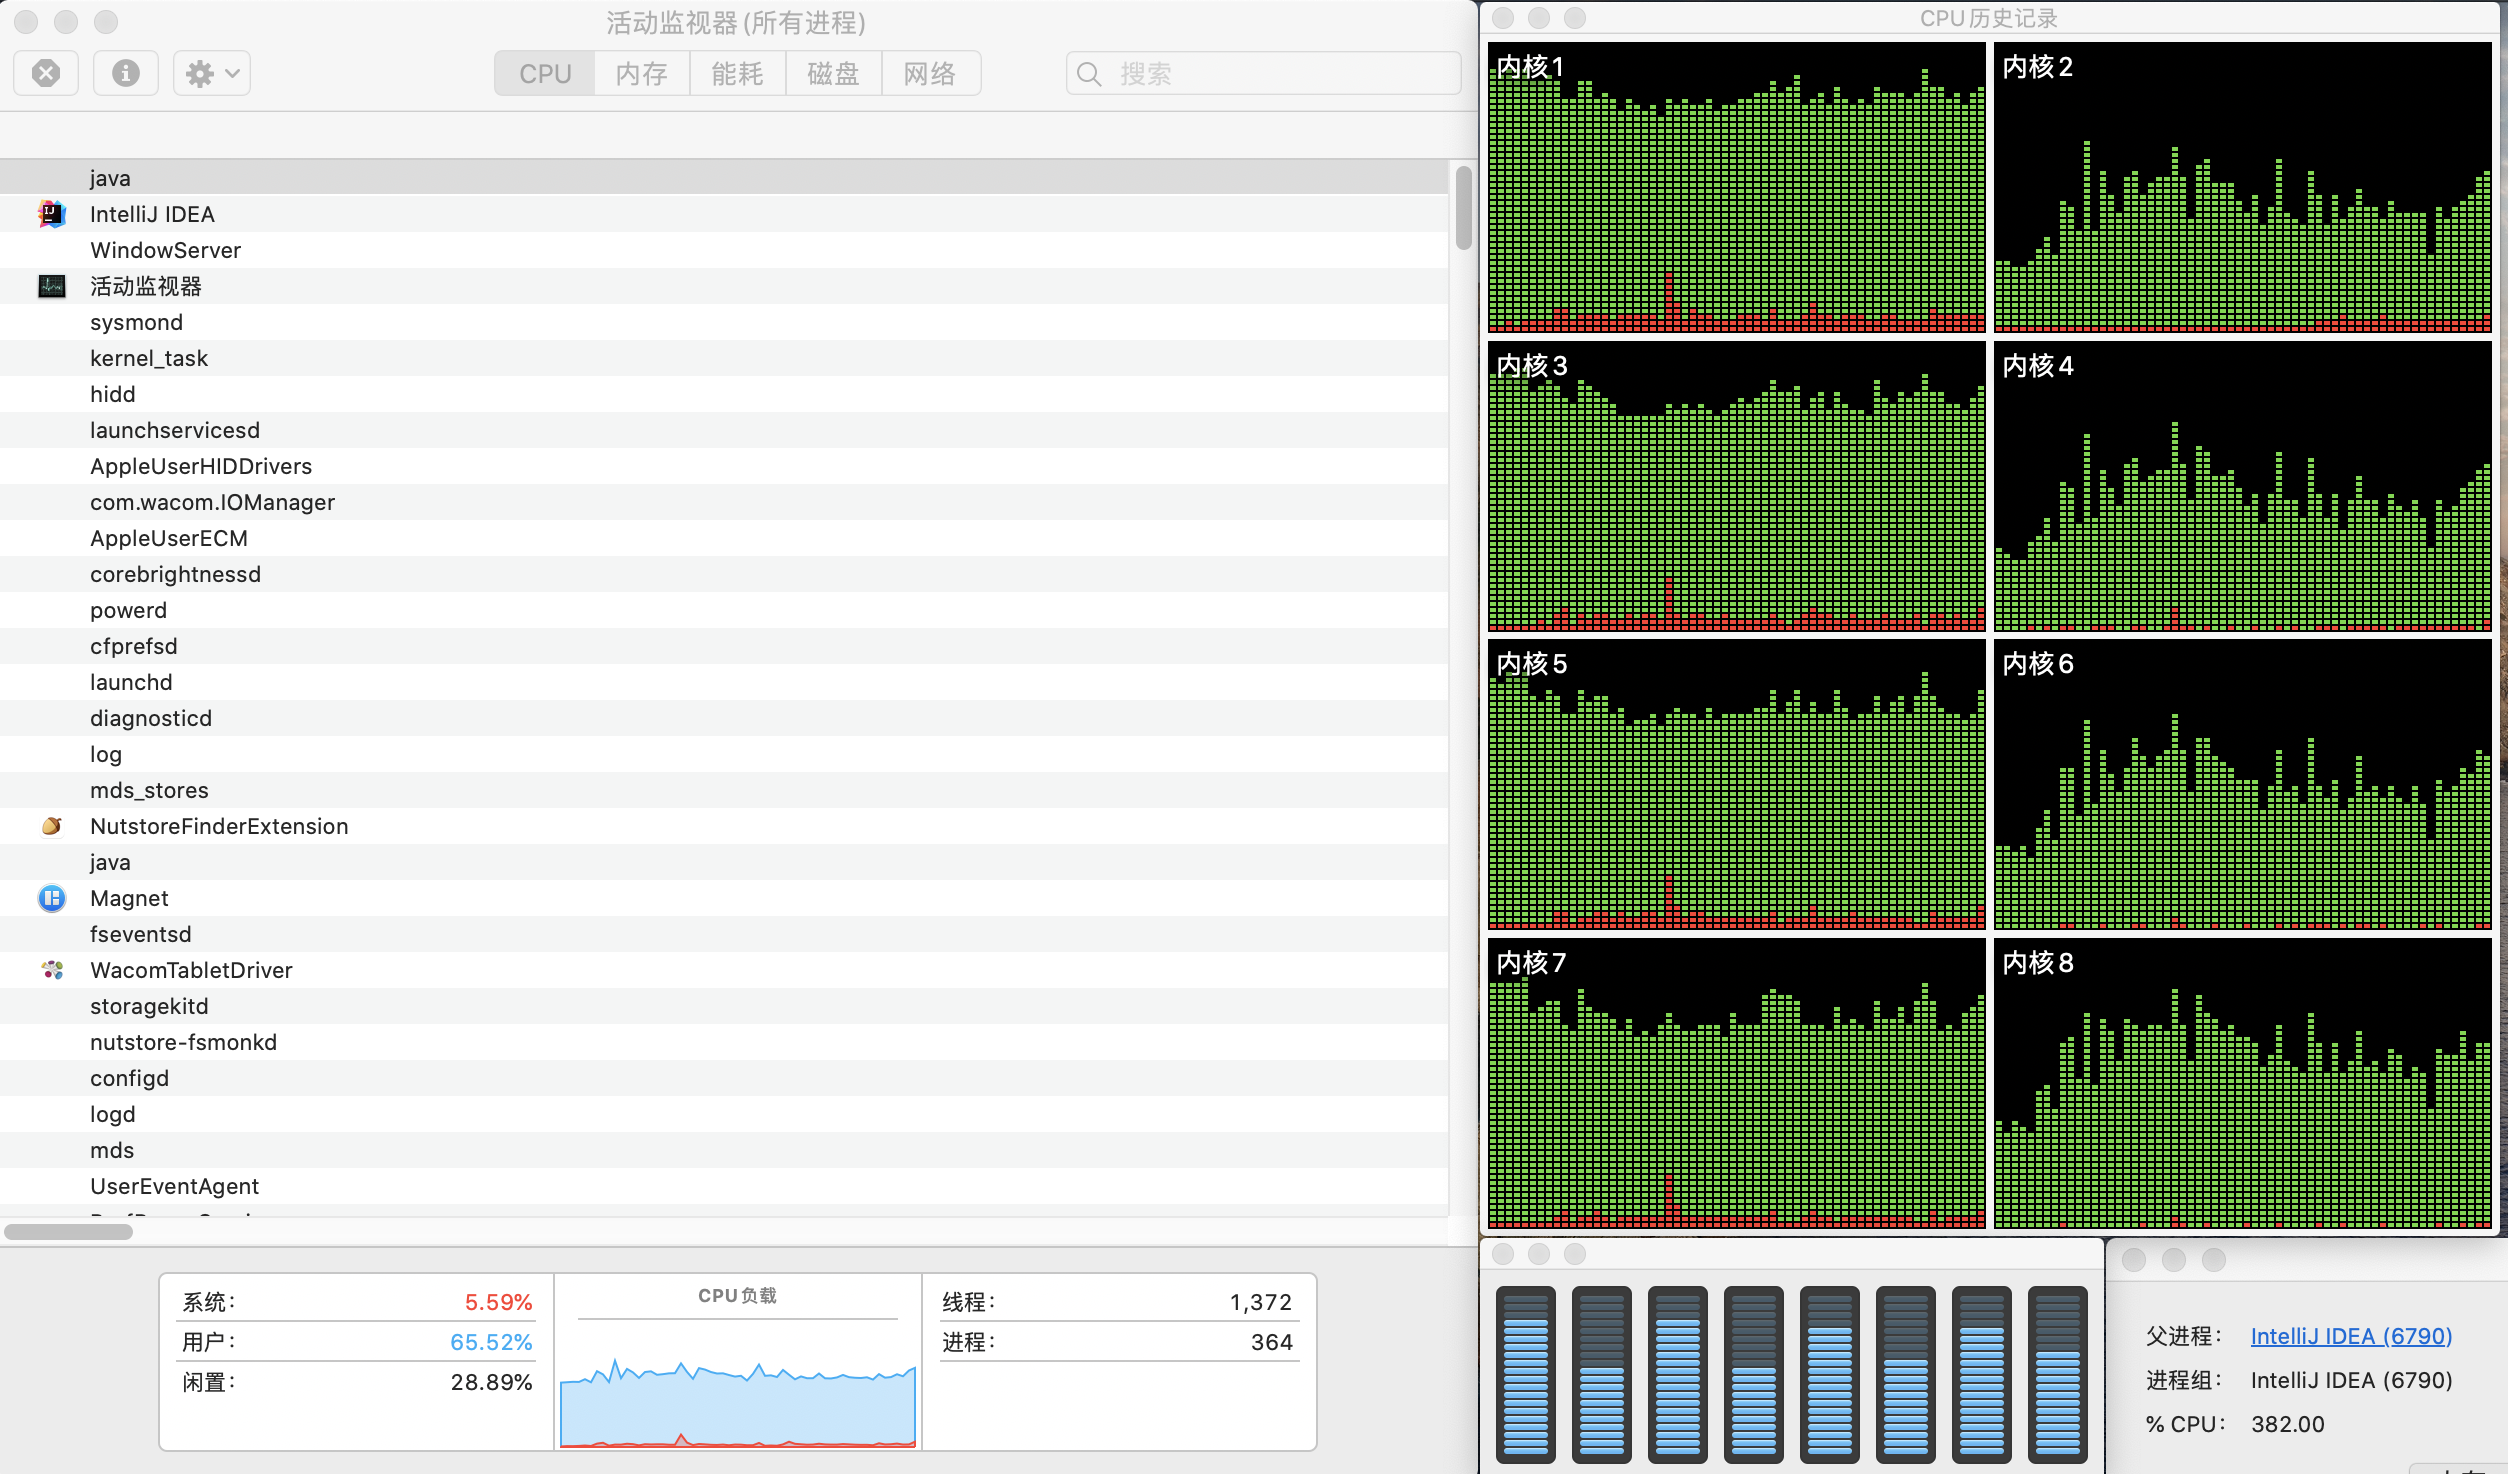 活动监视器 (所有进程)
CPU 内存 能耗 磁盘 网络
搜索
java
IntelliJ IDEA
WindowServer
活动监视器
sysmond
kernel_task
hidd
launchservicesd
AppleUserHIDDrivers
com.wacom.IOManager
AppleUserECM
corebrightnessd
powerd
cfprefsd
launchd
diagnosticd
log
mds_stores
NutstoreFinderExtension
java
Magnet
fseventsd
WacomTabletDriver
storagekitd
nutstore-fsmonkd
configd
logd
mds
UserEventAgent
系统： 5.59%
用户： 65.52%
闲置： 28.89%
CPU负载
线程： 1,372
进程： 364
CPU历史记录
内核1
内核2
内核3
内核4
内核5
内核6
内核7
内核8
父进程： IntelliJ IDEA (6790)
进程组： IntelliJ IDEA (6790)
% CPU： 382.00